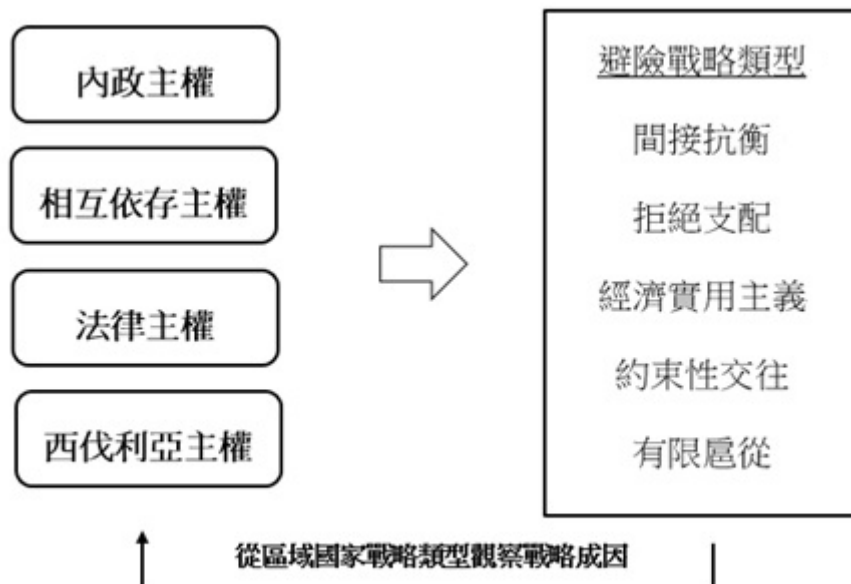 內政主權
相互依存主權
法律主權
西伐利亞主權
避險戰略類型
間接抗衡
拒絕支配
經濟實用主義
約束性交往
有限扈從
從區域國家戰略類型觀察戰略成因